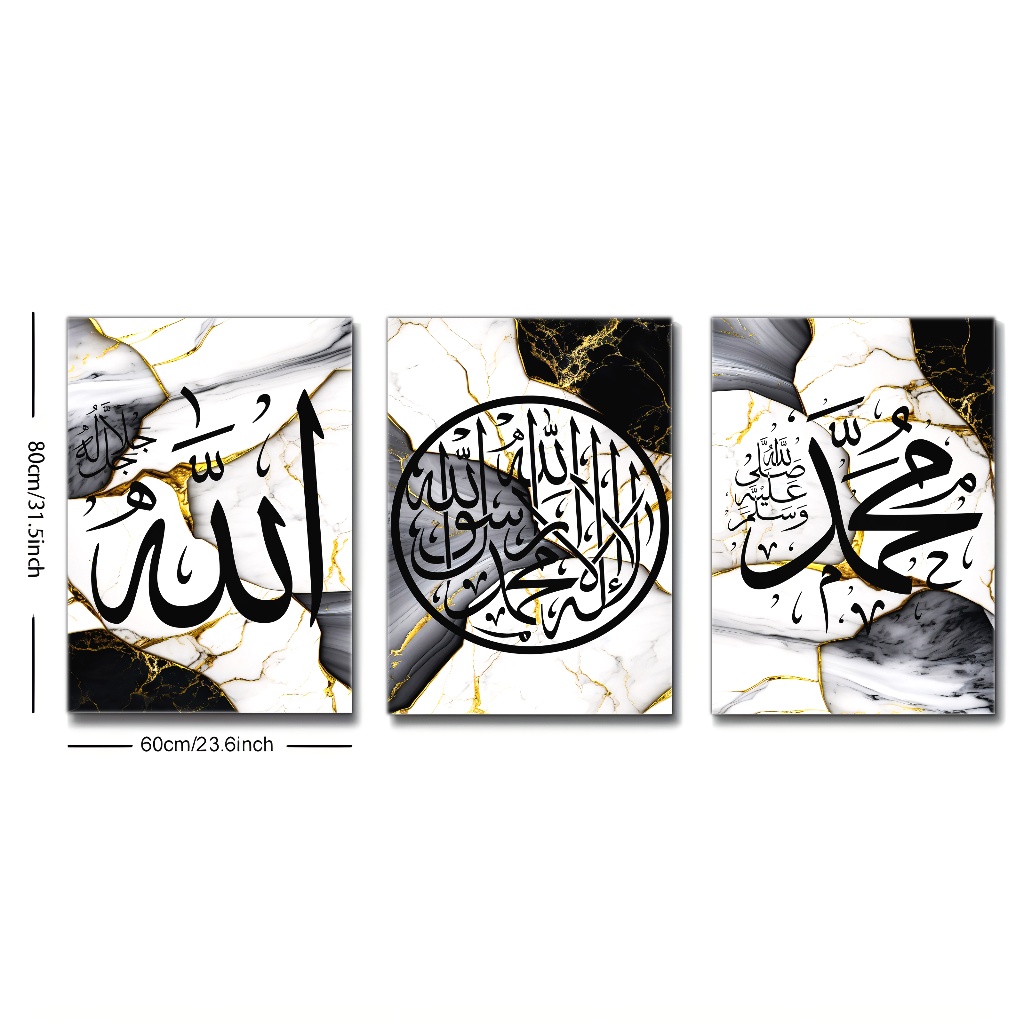 الله
جل جلاله
لا إله إلا الله محمد رسول الله
محمد
صلى الله عليه وسلم
80cm/31.5inch
60cm/23.6inch